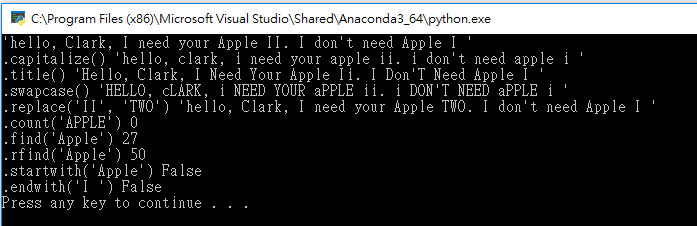 C:\Program Files (x86)\Microsoft Visual Studio\Shared\Anaconda3_64\python.exe
'hello, Clark, I need your Apple II. I don't need Apple I '
.capitalize() 'hello, clark, i need your apple ii. i don't need apple i '
.title() 'Hello, Clark, I Need Your Apple Ii. I Don'T Need Apple I '
.swapcase() 'HELLO, cLARK, i NEED YOUR aPPLE ii. i DON'T NEED aPPLE i '
.replace('II', 'TWO') 'hello, Clark, I need your Apple TWO. I don't need Apple I '
.count('APPLE') 0
.find('Apple') 27
.rfind('Apple') 50
.startwith('Apple') False
.endwith('I ') False
Press any key to continue . . .